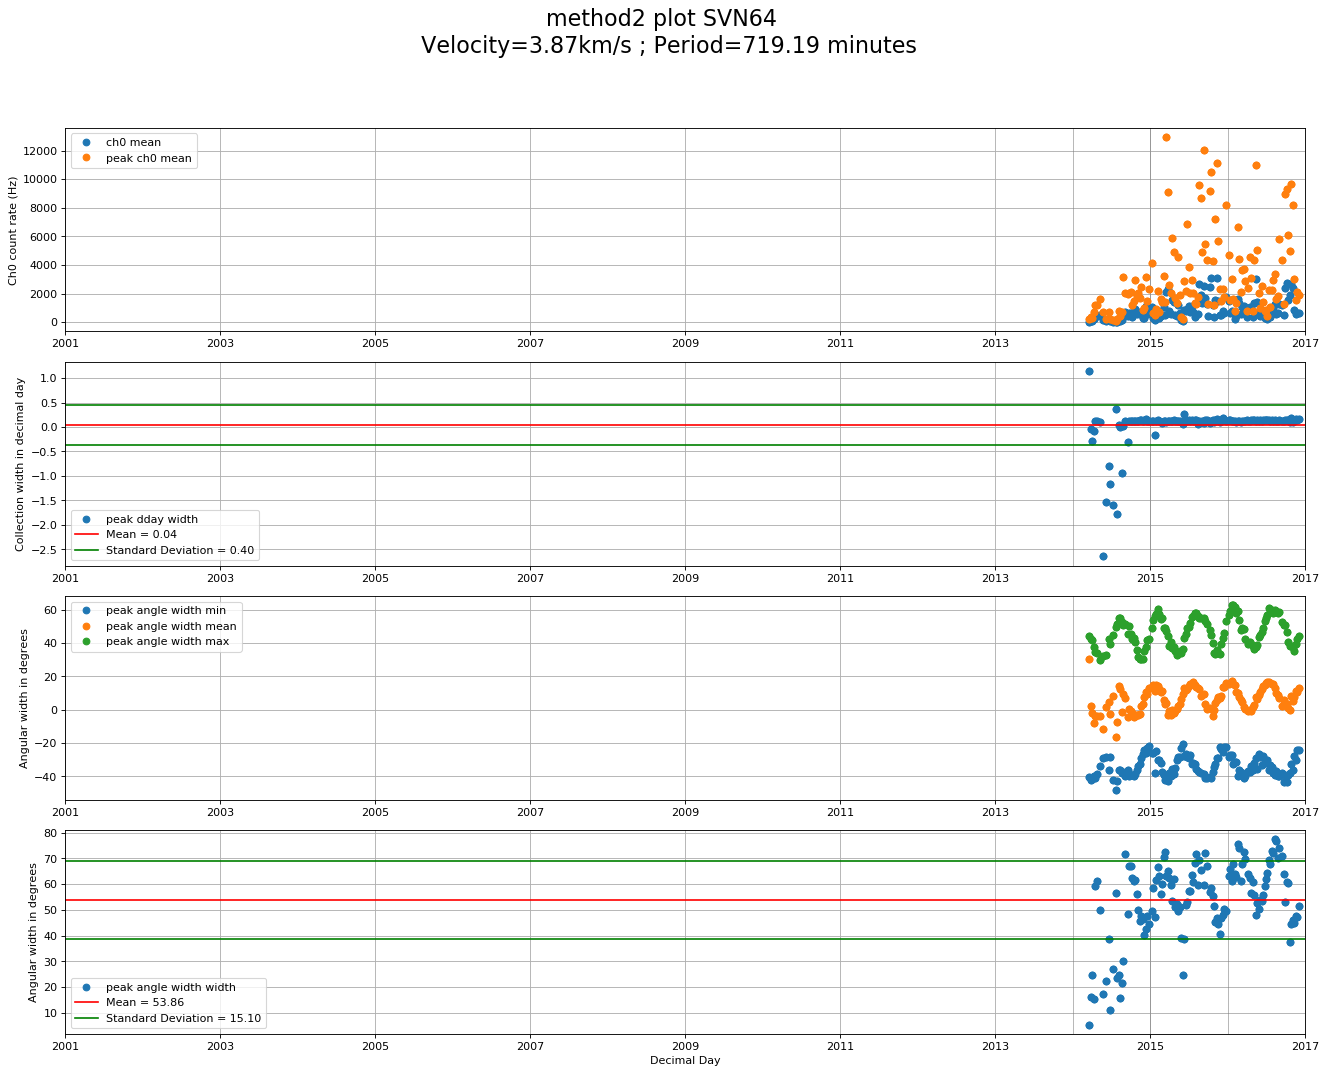 method2 plot SVN64
Velocity=3.87km/s ; Period=719.19 minutes
Ch0 count rate (Hz)
12000
10000
8000
6000
4000
2000
0
ch0 mean
peak ch0 mean
2001 2003 2005 2007 2009 2011 2013 2015 2017
Collection width in decimal day
1.0
0.5
0.0
−0.5
−1.0
−1.5
−2.0
−2.5
peak dday width
Mean = 0.04
Standard Deviation = 0.40
2001 2003 2005 2007 2009 2011 2013 2015 2017
Angular width in degrees
60
40
20
0
−20
−40
peak angle width min
peak angle width mean
peak angle width max
2001 2003 2005 2007 2009 2011 2013 2015 2017
Angular width in degrees
80
70
60
50
40
30
20
10
peak angle width width
Mean = 53.86
Standard Deviation = 15.10
2001 2003 2005 2007 2009 2011 2013 2015 2017
Decimal Day